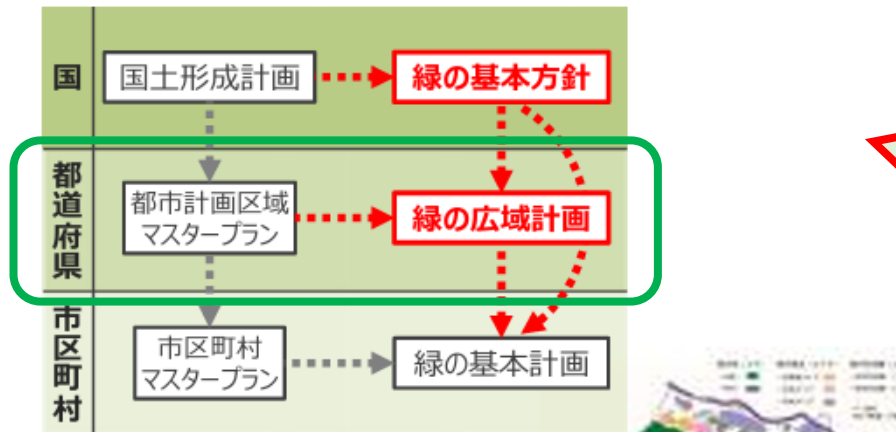 国
国土形成計画
緑の基本方針
都道府県
都市計画区域
マスタープラン
緑の広域計画
市区町村
市区町村
マスタープラン
緑の基本計画